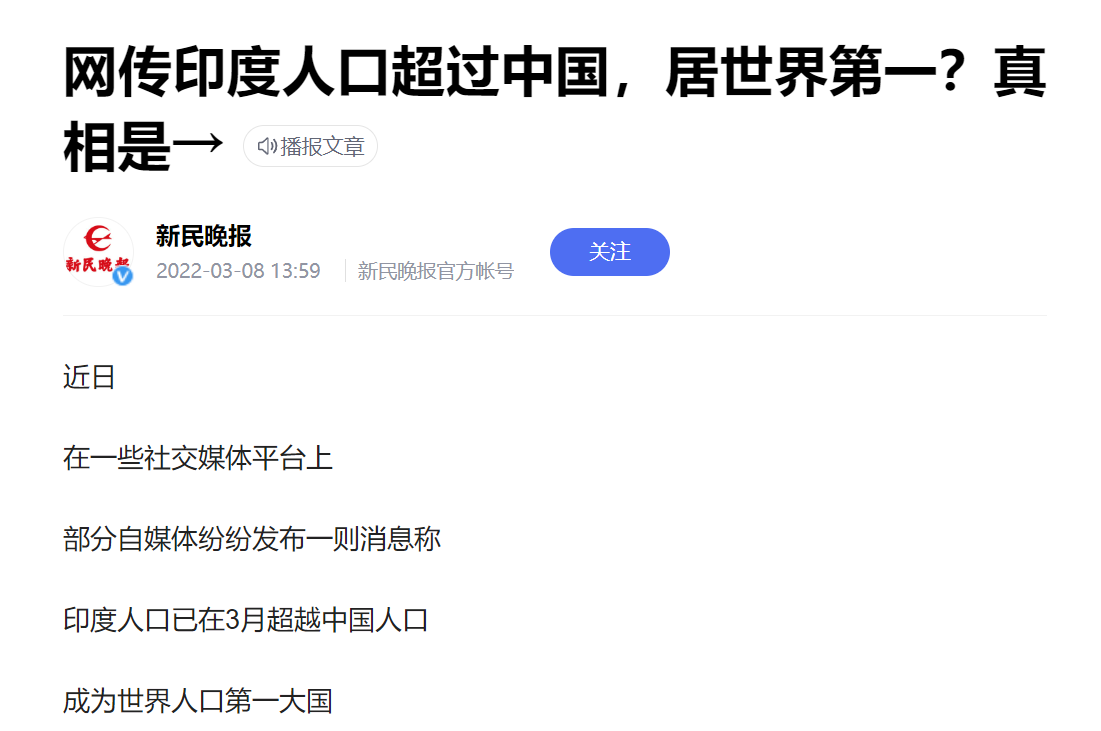 网传印度人口超过中国，居世界第一？真
相是→ 播报文章
新民晚报
新民晚报
2022-03-08 13:59 新民晚报官方帐号
关注
近日
在一些社交媒体平台上
部分自媒体纷纷发布一则消息称
印度人口已在3月超越中国人口
成为世界人口第一大国